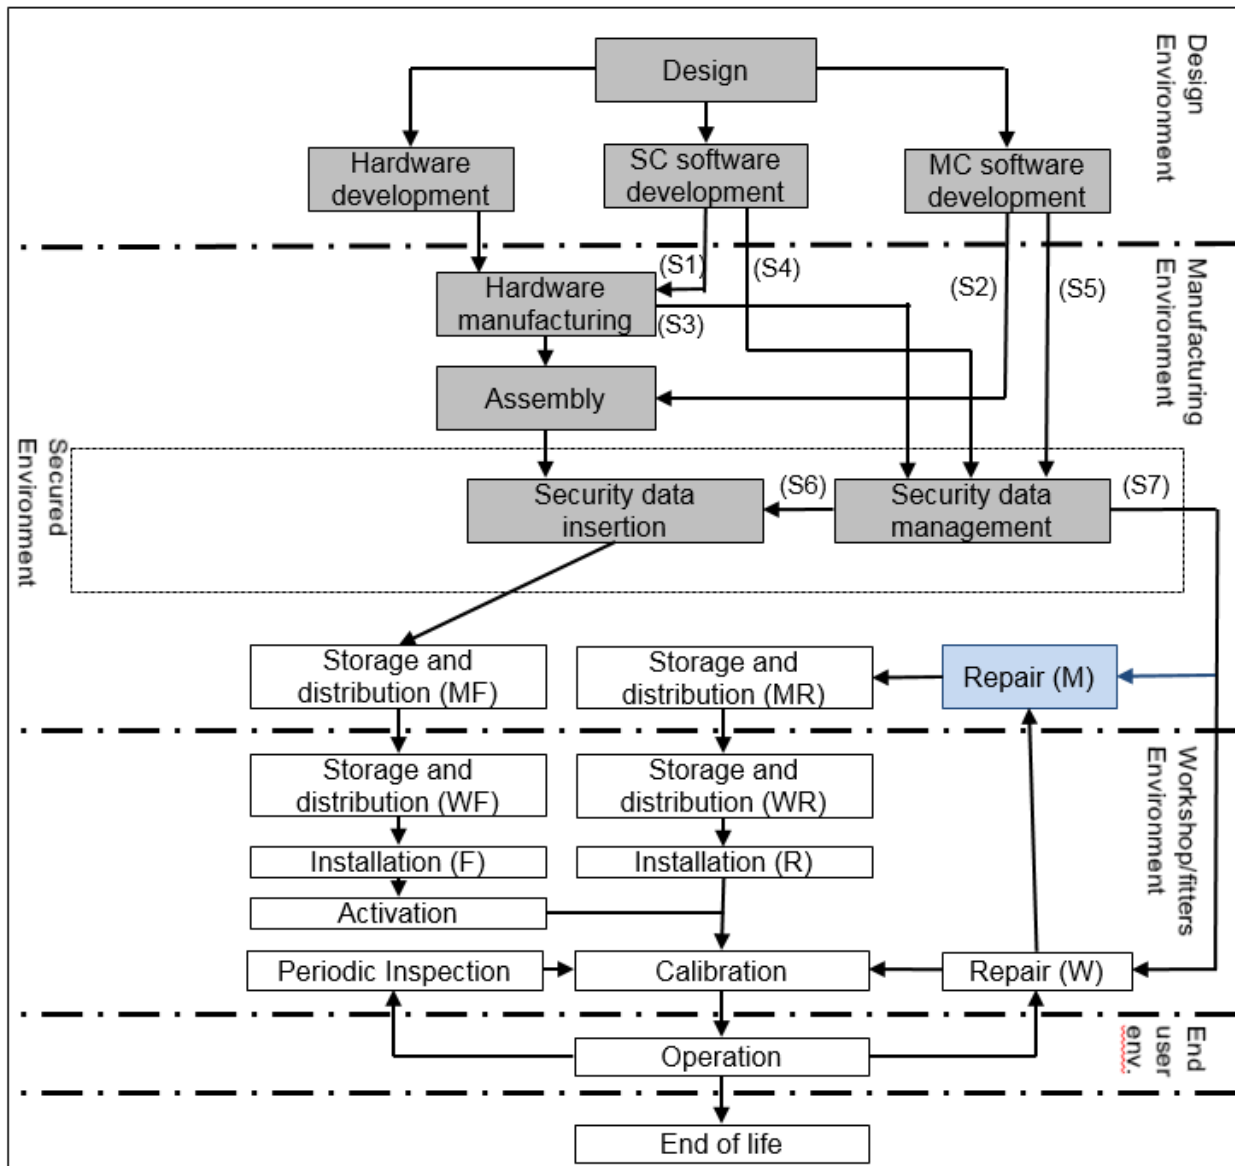 Design
Environment
Design
Hardware
development
SC software
development
MC software
development
Manufacturing
Environment
(S1)
(S4)
(S2)
(S5)
Hardware
manufacturing
(S3)
Assembly
Secured
Environment
Security data
insertion
(S6)
Security data
management
(S7)
Storage and
distribution (MF)
Storage and
distribution (MR)
Repair (M)
Workshop/fitters
Environment
Storage and
distribution (WF)
Storage and
distribution (WR)
Installation (F)
Installation (R)
Activation
Periodic Inspection
Calibration
Repair (W)
End
user
env.
Operation
End of life